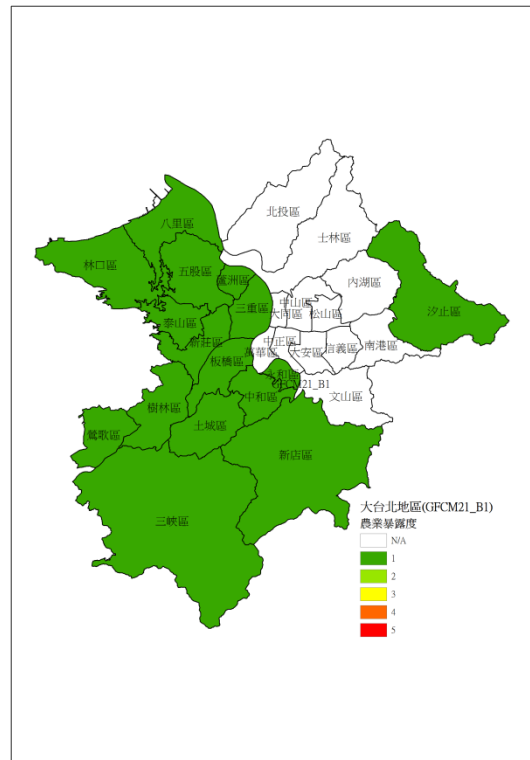 北投區
士林區
八里區
林口區
五股區
內湖區
蘆洲區
汐止區
三重區
中山區
大同區
松山區
泰山區
新莊區
中正區
萬華區
大安區
信義區
南港區
板橋區
永和區
GFCM21_B1
文山區
中和區
樹林區
土城區
鶯歌區
新店區
三峽區
大台北地區(GFCM21_B1)
農業暴露度
N/A
1
2
3
4
5